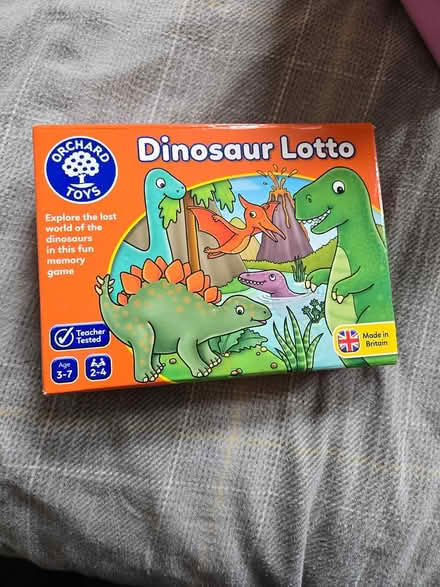 ORCHARD
TOYS
Dinosaur Lotto
Explore the lost
world of the
dinosaurs
in this fun
memory
game
Teacher
Tested
Age
3-7
2-4
Made in
Britain